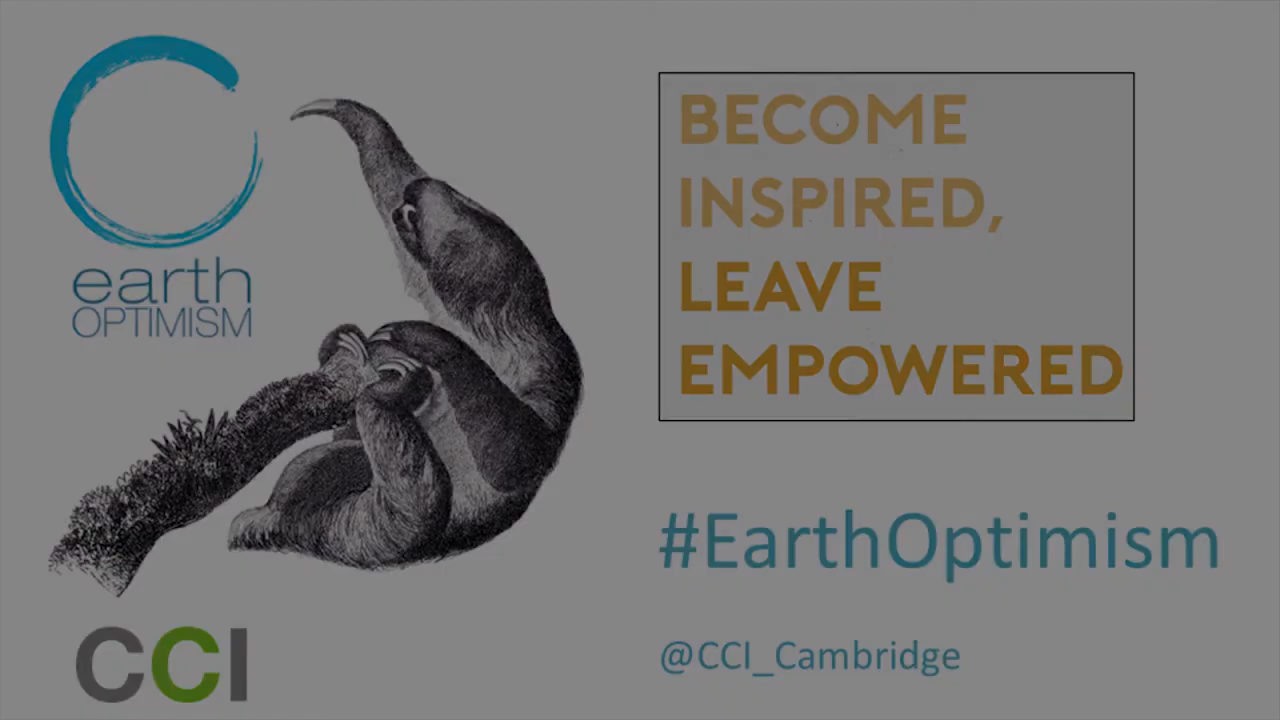 earth
OPTIMISM
CCI
BECOME
INSPIRED,
LEAVE
EMPOWERED
#EarthOptimism
@CCI_Cambridge